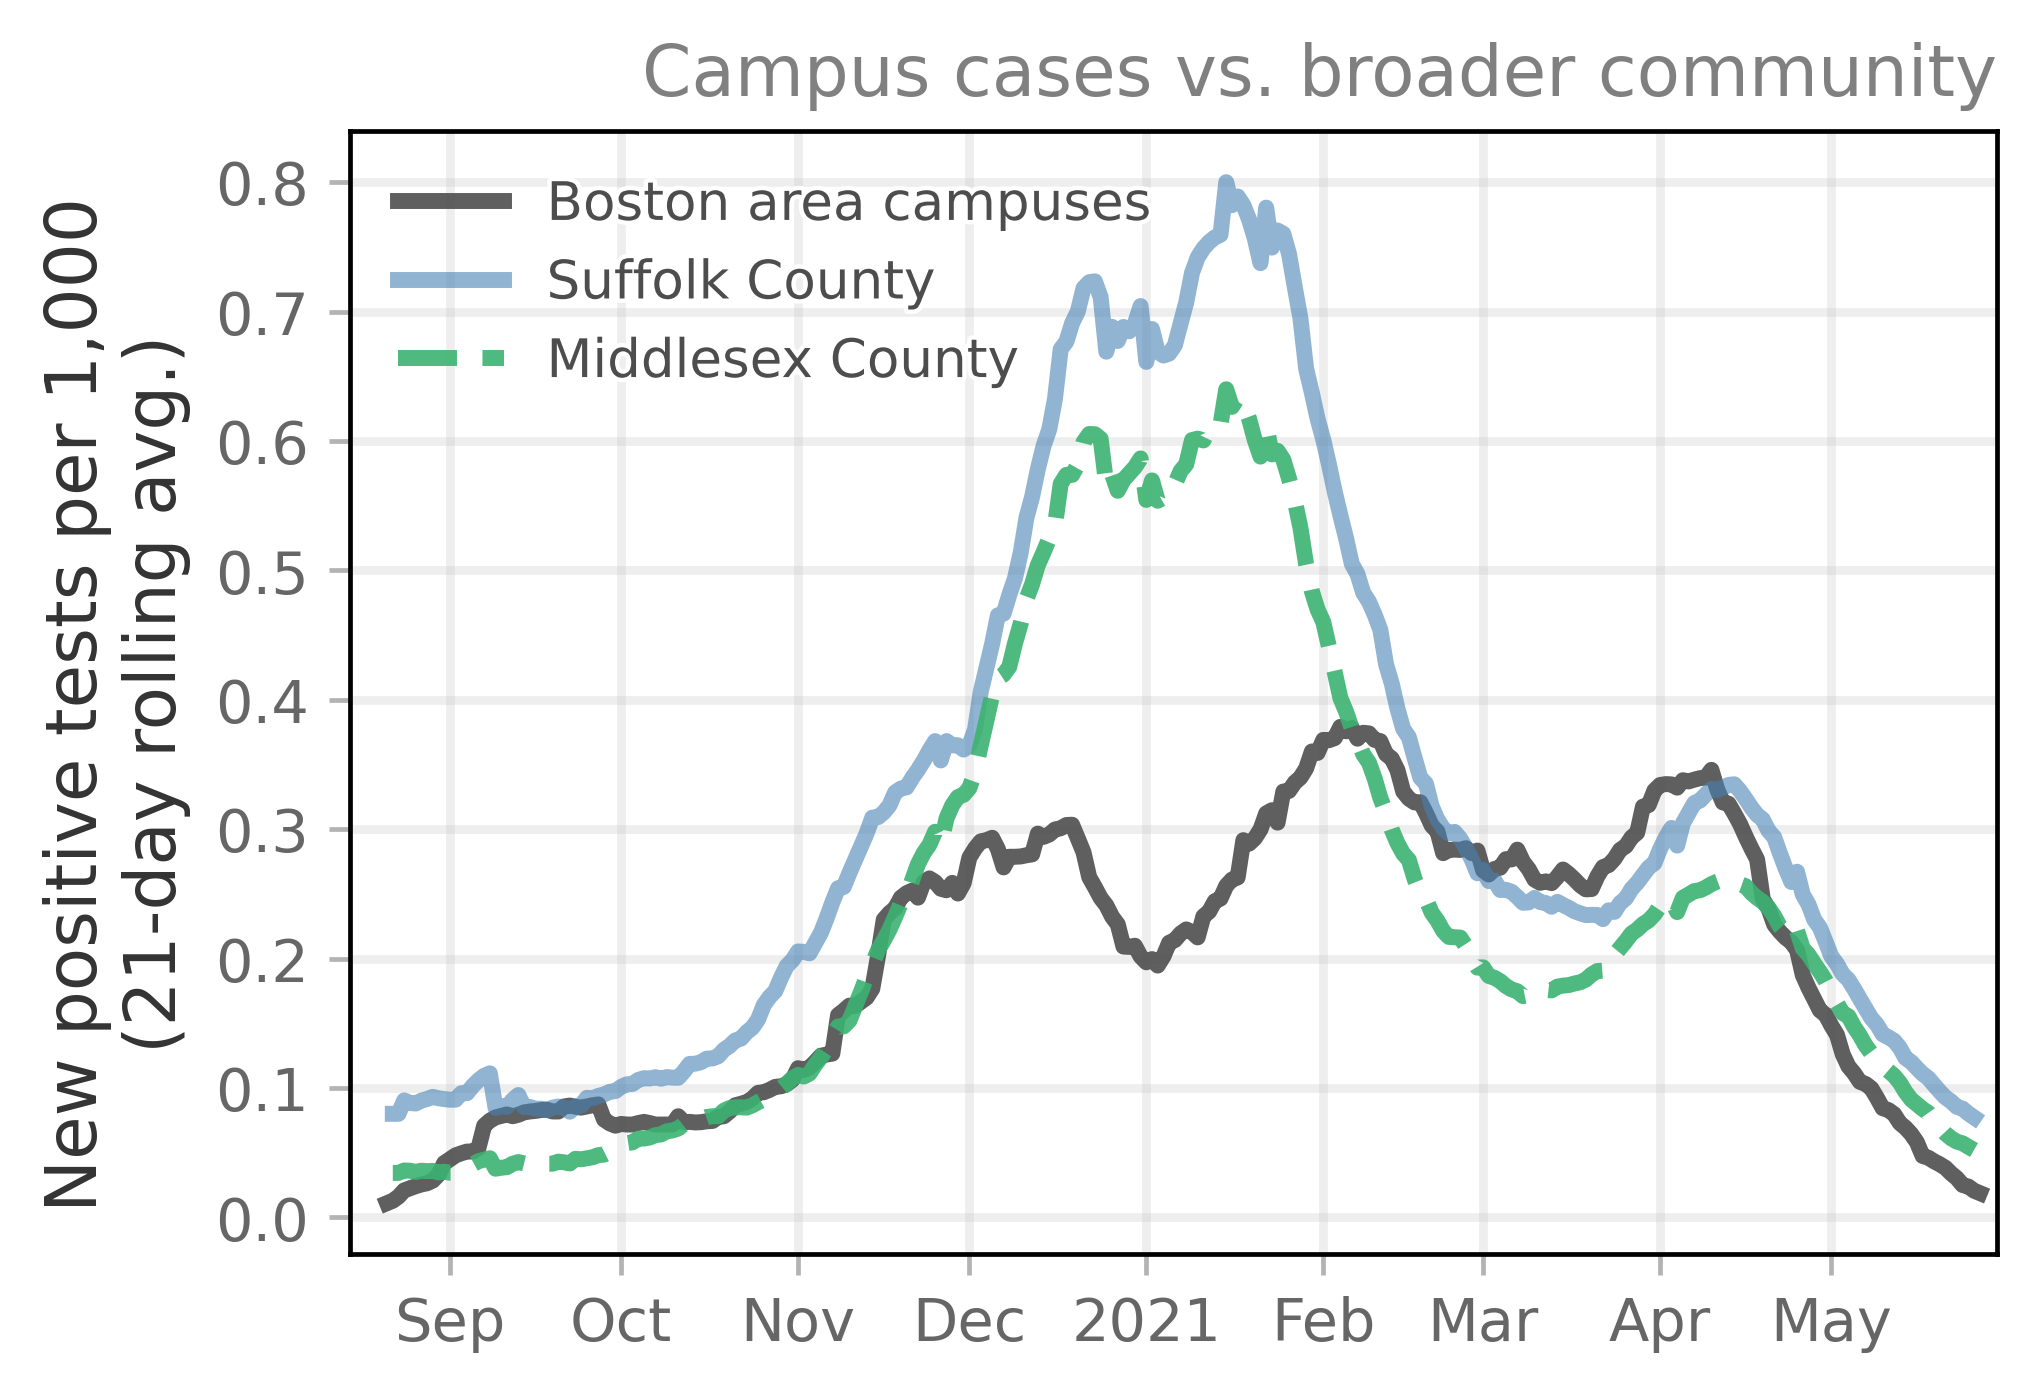 Campus cases vs. broader community
New positive tests per 1,000
(21-day rolling avg.)
0.8
0.7
0.6
0.5
0.4
0.3
0.2
0.1
0.0
Boston area campuses
Suffolk County
Middlesex County
Sep Oct Nov Dec 2021 Feb Mar Apr May